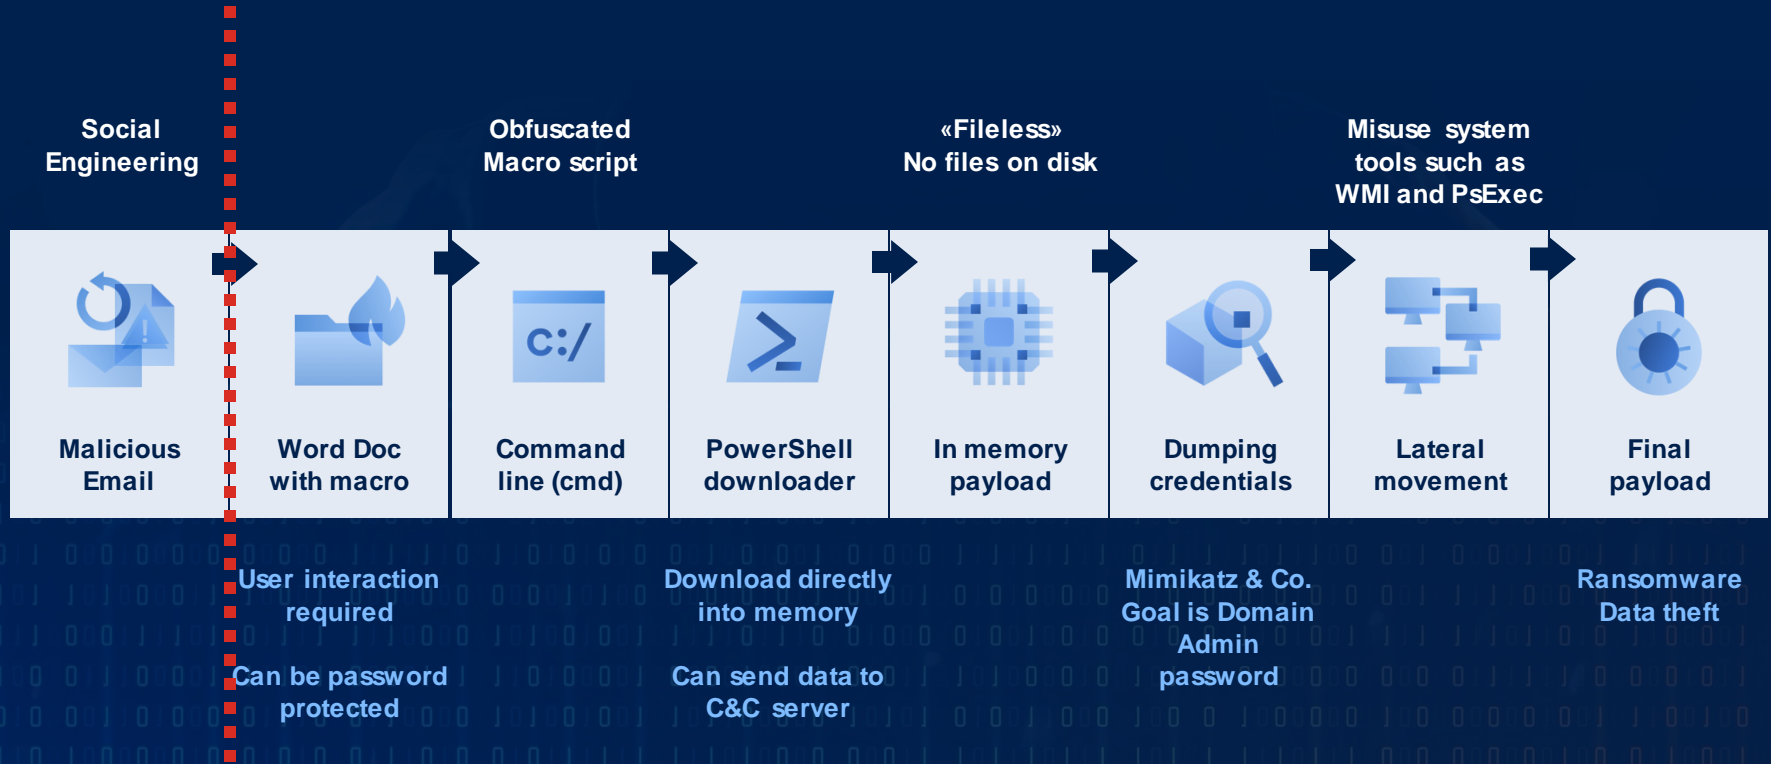 Social
Engineering
Obfuscated
Macro script
«Fileless»
No files on disk
Misuse system
tools such as
WMI and PsExec
C:/
Malicious
Email
Word Doc
with macro
Command
line (cmd)
PowerShell
downloader
In memory
payload
Dumping
credentials
Lateral
movement
Final
payload
User interaction
required
Can be password
protected
Download directly
into memory
Can send data to
C&C server
Mimikatz & Co.
Goal is Domain
Admin
password
Ransomware
Data theft